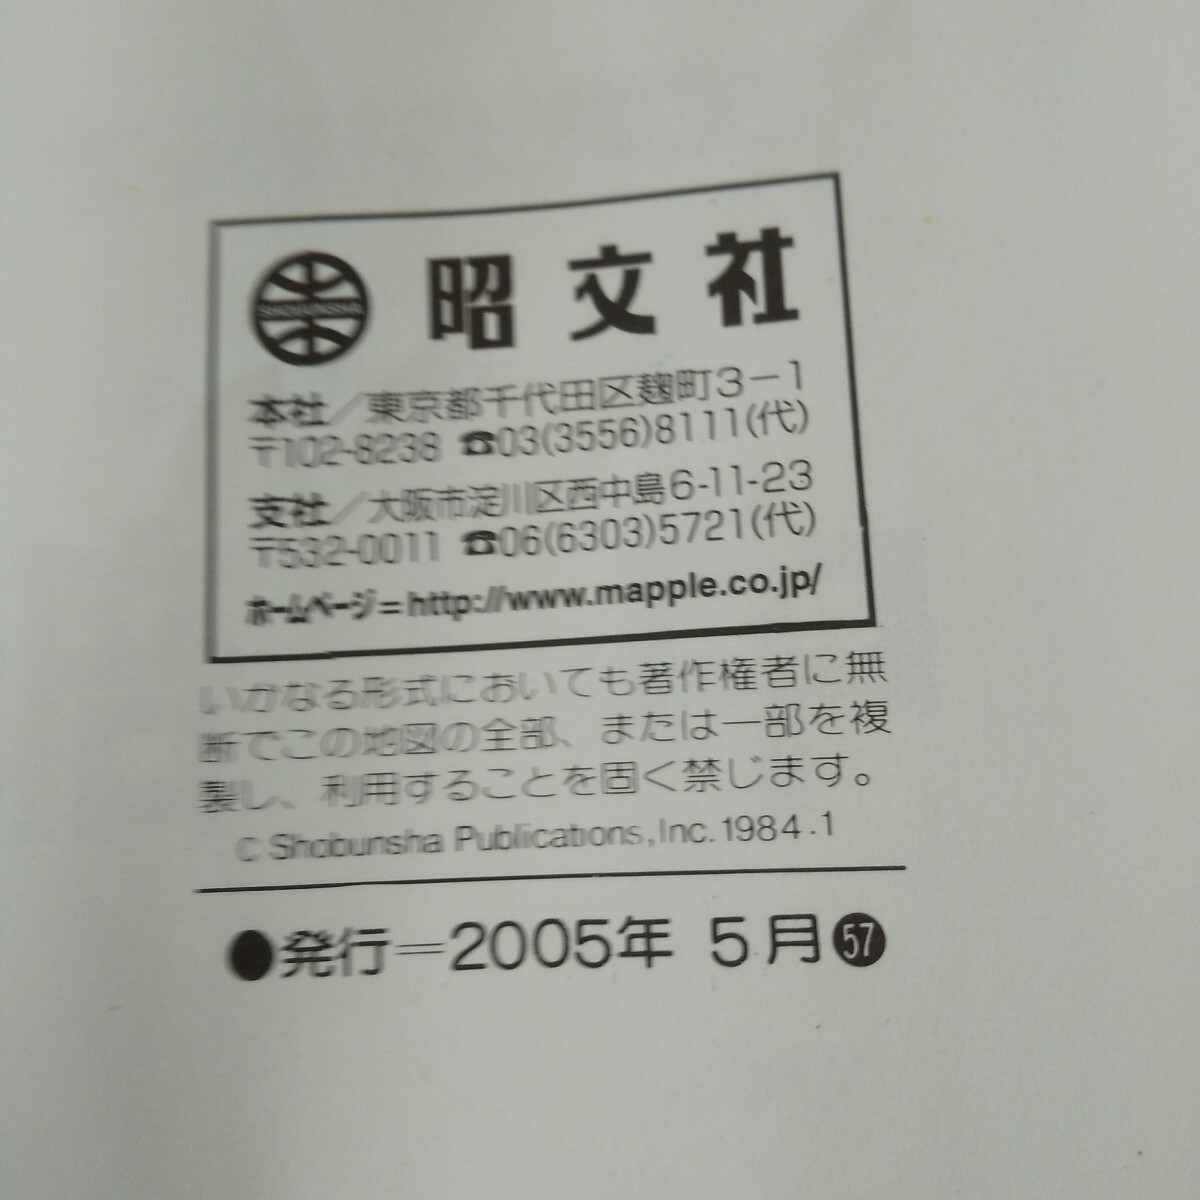 SHOBUNSHA
昭文社
本社／東京都千代田区麹町3－1
〒102-8238 ☎03(3556)8111(代)
支社／大阪市淀川区西中島6-11-23
〒532-0011 ☎06(6303)5721(代)
ホームページ=http://www.mapple.co.jp/
いかなる形式においても著作権者に無
断でこの地図の全部、または一部を複
製し、利用することを固く禁じます。
© Shobunsha Publications,Inc.1984.1
●発行＝2005年 5月 57